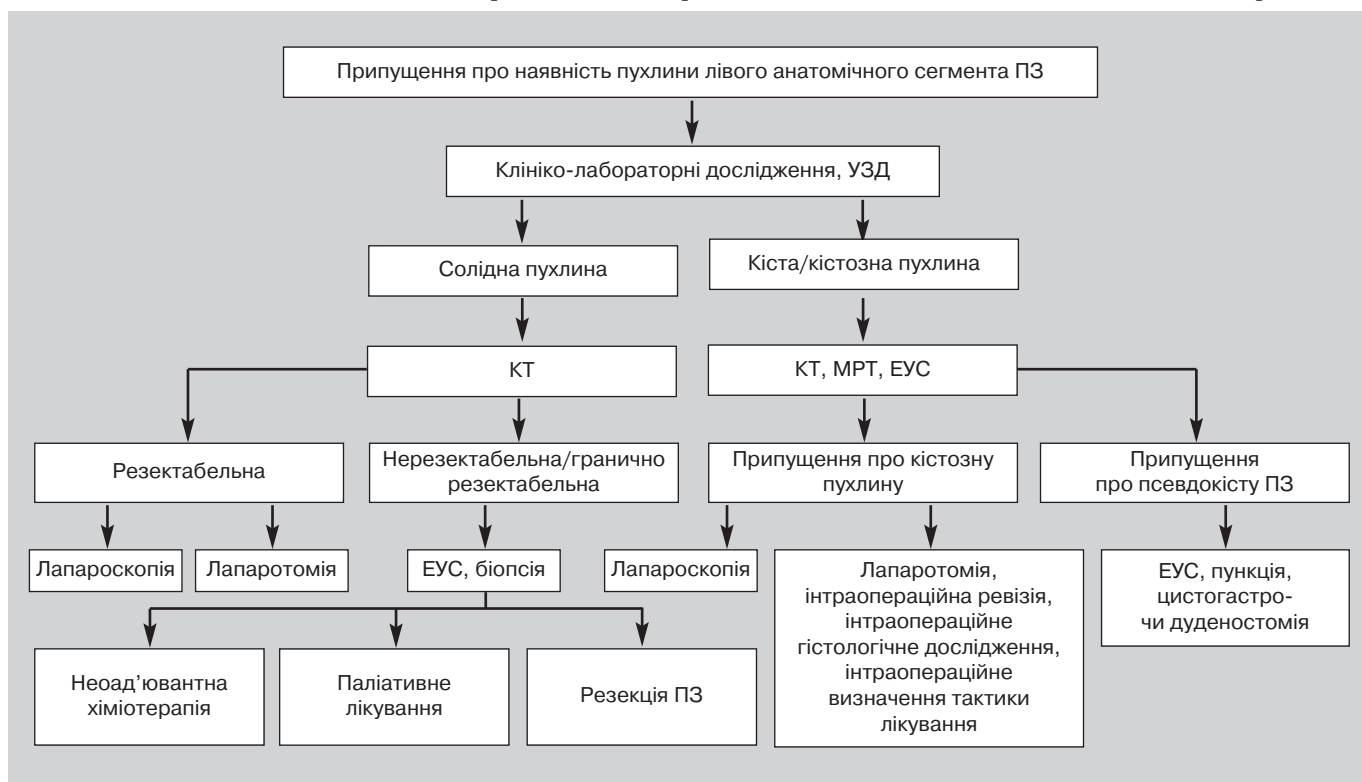 Припущення про наявність пухлини лівого анатомічного сегмента ПЗ
Клініко-лабораторні дослідження, УЗД
Солідна пухлина
Кіста/кістозна пухлина
КТ
КТ, МРТ, ЕУС
Резектабельна
Нерезектабельна/гранично
резектабельна
Припущення про кістозну
пухлину
Припущення
про псевдокісту ПЗ
Лапароскопія
Лапаротомія
ЕУС, біопсія
Лапароскопія
Лапаротомія,
інтраопераційна ревізія,
інтраопераційне
гістологічне дослідження,
інтраопераційне
визначення тактики
лікування
ЕУС, пункція,
цистогастро-
чи дуденостомія
Неоад’ювантна
хіміотерапія
Паліативне
лікування
Резекція ПЗ